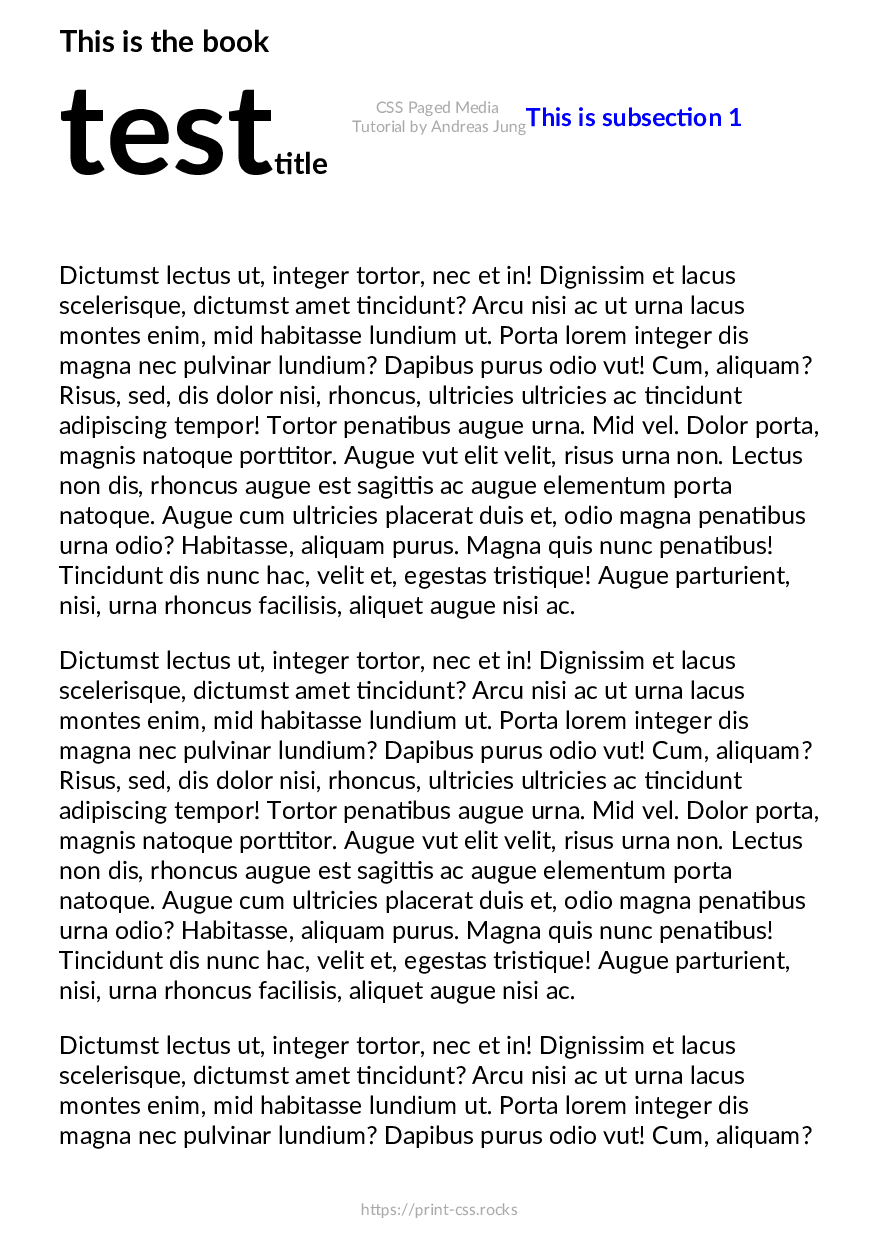 This is the book
testtitle
CSS Paged Media
Tutorial by Andreas Jung
This is subsection 1
Dictumst lectus ut, integer tortor, nec et in! Dignissim et lacus
scelerisque, dictumst amet tincidunt? Arcu nisi ac ut urna lacus
montes enim, mid habitasse lundium ut. Porta lorem integer dis
magna nec pulvinar lundium? Dapibus purus odio vut! Cum, aliquam?
Risus, sed, dis dolor nisi, rhoncus, ultricies ultricies ac tincidunt
adipiscing tempor! Tortor penatibus augue urna. Mid vel. Dolor porta,
magnis natoque porttitor. Augue vut elit velit, risus urna non. Lectus
non dis, rhoncus augue est sagittis ac augue elementum porta
natoque. Augue cum ultricies placerat duis et, odio magna penatibus
urna odio? Habitasse, aliquam purus. Magna quis nunc penatibus!
Tincidunt dis nunc hac, velit et, egestas tristique! Augue parturient,
nisi, urna rhoncus facilisis, aliquet augue nisi ac.
Dictumst lectus ut, integer tortor, nec et in! Dignissim et lacus
scelerisque, dictumst amet tincidunt? Arcu nisi ac ut urna lacus
montes enim, mid habitasse lundium ut. Porta lorem integer dis
magna nec pulvinar lundium? Dapibus purus odio vut! Cum, aliquam?
Risus, sed, dis dolor nisi, rhoncus, ultricies ultricies ac tincidunt
adipiscing tempor! Tortor penatibus augue urna. Mid vel. Dolor porta,
magnis natoque porttitor. Augue vut elit velit, risus urna non. Lectus
non dis, rhoncus augue est sagittis ac augue elementum porta
natoque. Augue cum ultricies placerat duis et, odio magna penatibus
urna odio? Habitasse, aliquam purus. Magna quis nunc penatibus!
Tincidunt dis nunc hac, velit et, egestas tristique! Augue parturient,
nisi, urna rhoncus facilisis, aliquet augue nisi ac.
Dictumst lectus ut, integer tortor, nec et in! Dignissim et lacus
scelerisque, dictumst amet tincidunt? Arcu nisi ac ut urna lacus
montes enim, mid habitasse lundium ut. Porta lorem integer dis
magna nec pulvinar lundium? Dapibus purus odio vut! Cum, aliquam?
https://print-css.rocks